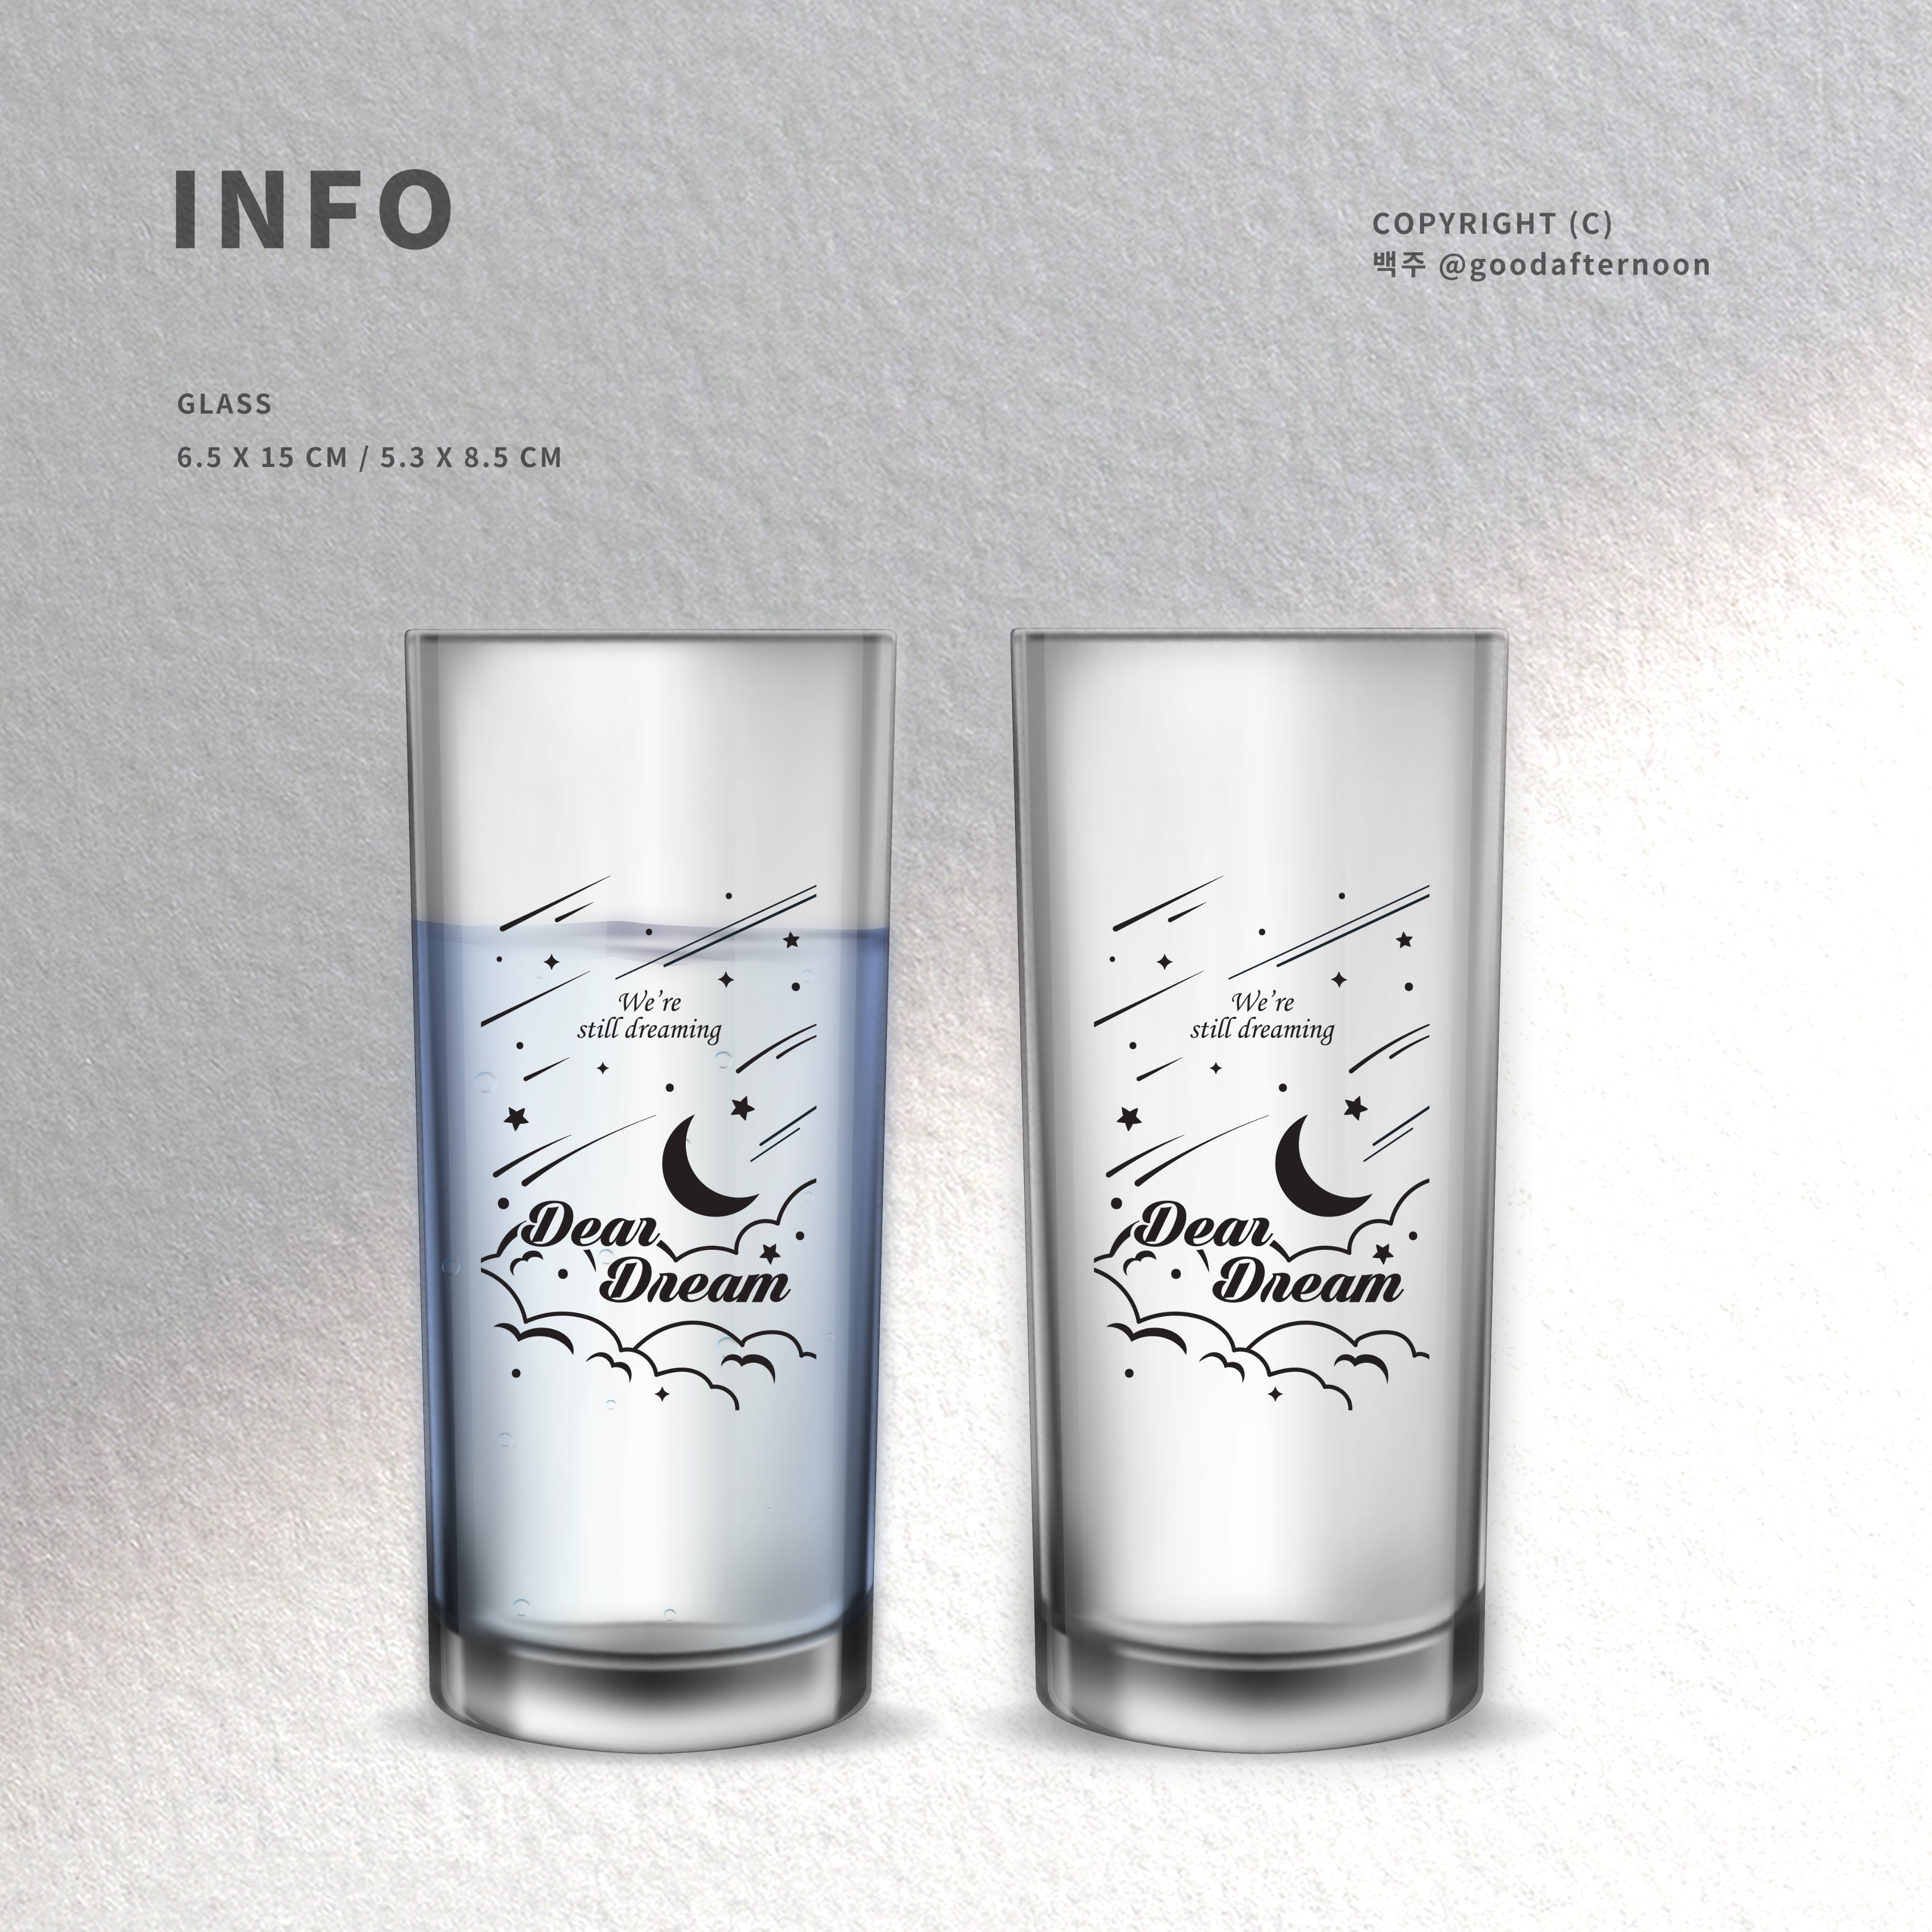 INFO
COPYRIGHT (C)
백주 @goodafternoon
GLASS
6.5 X 15 CM / 5.3 X 8.5 CM
We're
still dreaming
Dear
Dream
We're
still dreaming
Dear
Dream